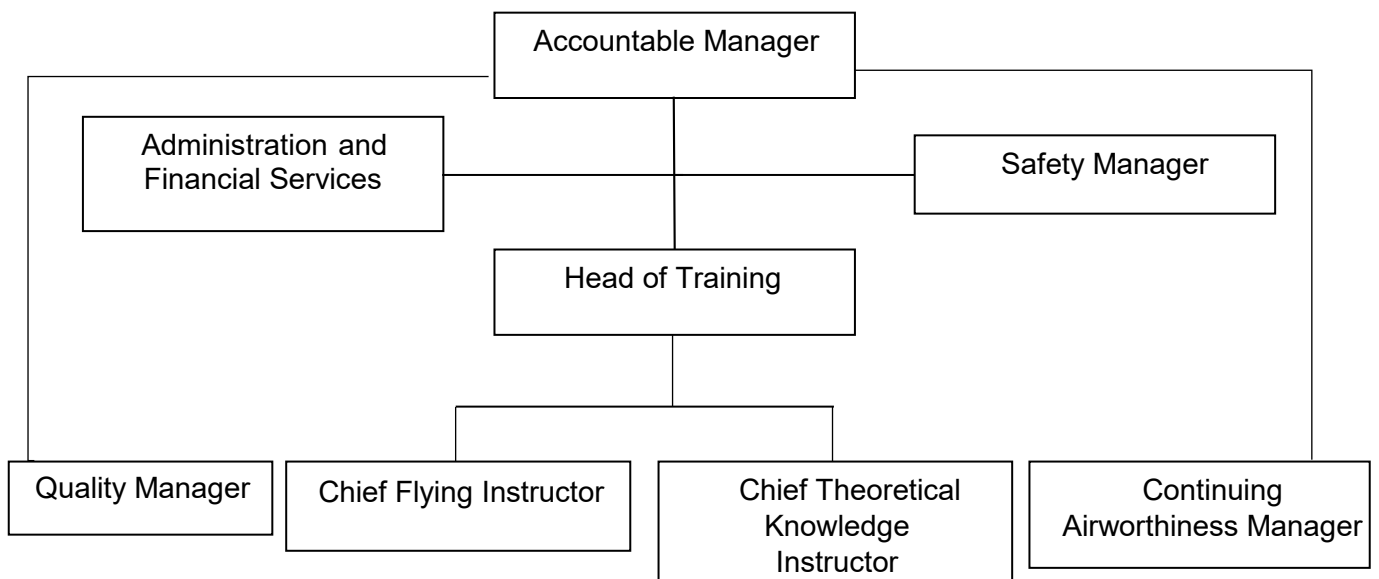 Accountable Manager
Administration and
Financial Services
Safety Manager
Head of Training
Quality Manager
Chief Flying Instructor
Chief Theoretical
Knowledge
Instructor
Continuing
Airworthiness Manager